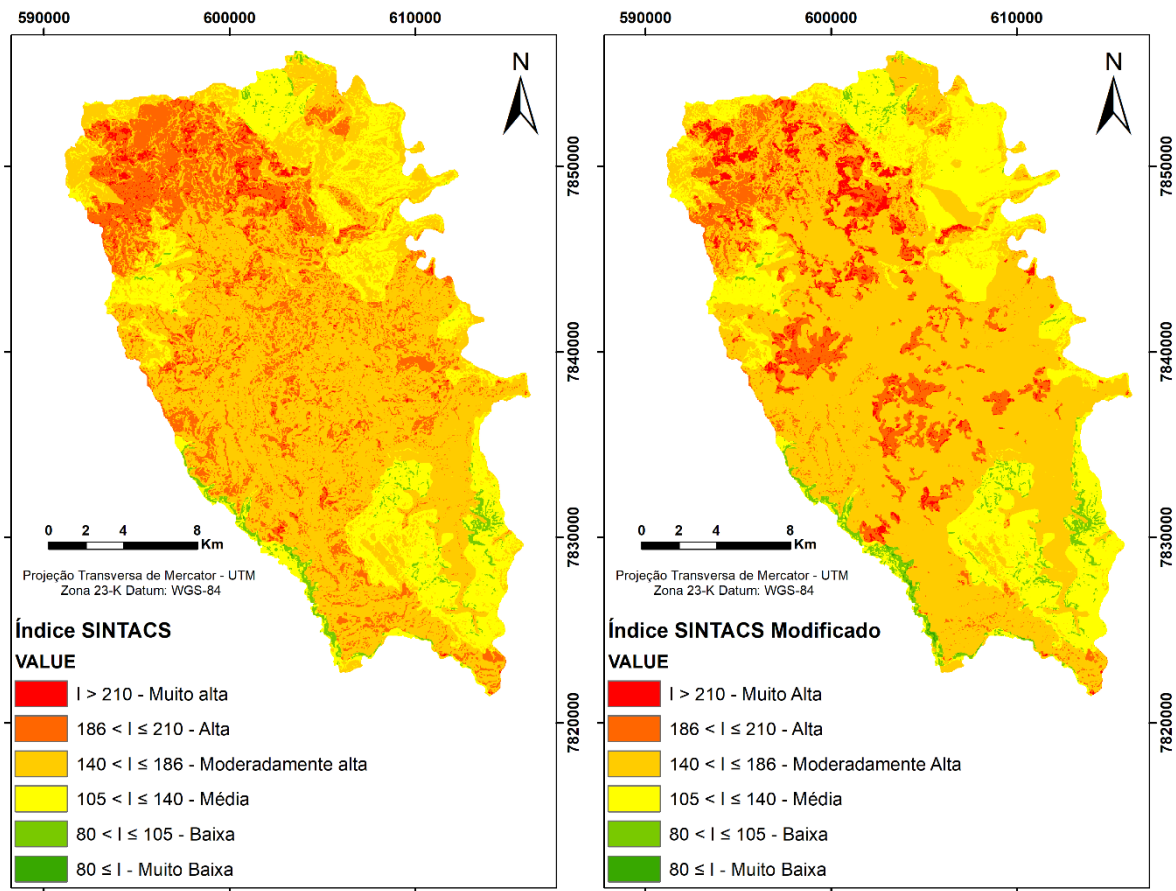 590000 600000 610000
N
7850000
7840000
7830000
7820000
0 2 4 8
Km
Projeção Transversa de Mercator - UTM
Zona 23-K Datum: WGS-84
Índice SINTACS
VALUE
I > 210 - Muito alta
186 < I ≤ 210 - Alta
140 < I ≤ 186 - Moderadamente alta
105 < I ≤ 140 - Média
80 < I ≤ 105 - Baixa
80 ≤ I - Muito Baixa
590000 600000 610000
N
7850000
7840000
7830000
7820000
0 2 4 8
Km
Projeção Transversa de Mercator - UTM
Zona 23-K Datum: WGS-84
Índice SINTACS Modificado
VALUE
I > 210 - Muito Alta
186 < I ≤ 210 - Alta
140 < I ≤ 186 - Moderadamente Alta
105 < I ≤ 140 - Média
80 < I ≤ 105 - Baixa
80 ≤ I - Muito Baixa